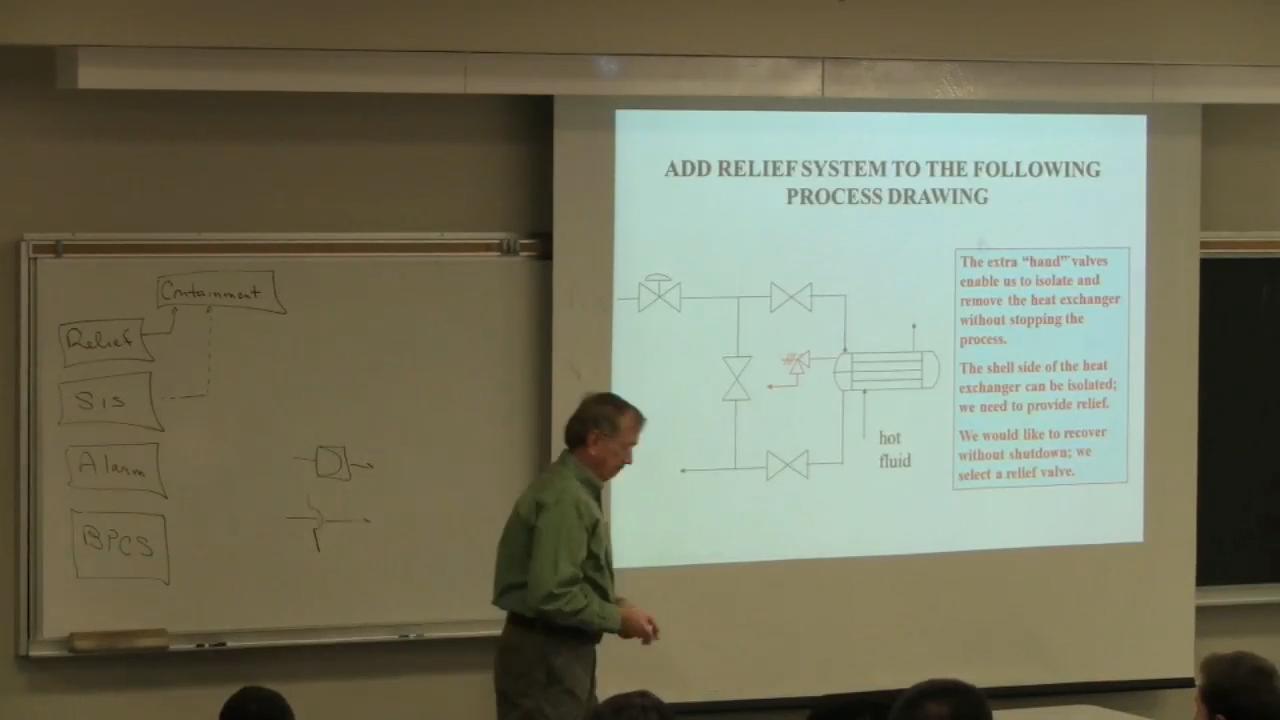 Containment
Relief
SIS
Alarm
BPCS
ADD RELIEF SYSTEM TO THE FOLLOWING
PROCESS DRAWING
hot
fluid
The extra “hand” valves
enable us to isolate and
remove the heat exchanger
without stopping the
process.
The shell side of the heat
exchanger can be isolated;
we need to provide relief.
We would like to recover
without shutdown; we
select a relief valve.